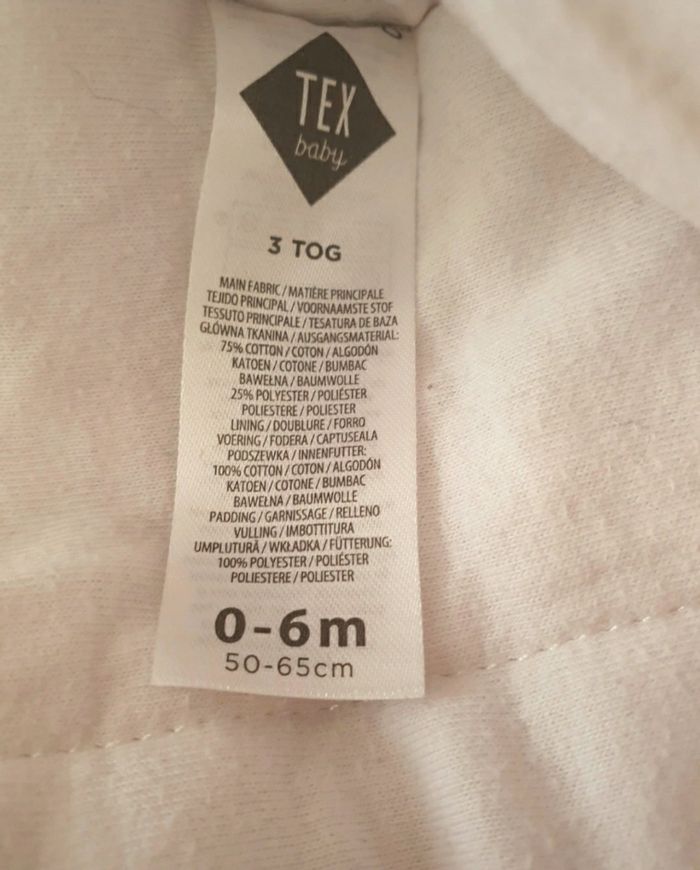 TEX
baby
3 TOG
MAIN FABRIC / MATIÈRE PRINCIPALE
TEJIDO PRINCIPAL / VOORNAAMSTE STOF
TESSUTO PRINCIPALE / TESATURA DE BAZA
GŁÓWNA TKANINA / AUSGANGSMATERIAL:
75% COTTON / COTON / ALGODÓN
KATOEN / COTONE / BUMBAC
BAWEŁNA / BAUMWOLLE
25% POLYESTER / POLIÉSTER
POLIESTERE / POLIESTER
LINING / DOUBLURE / FORRO
VOERING / FODERA / CAPTUSEALA
PODSZEWKA / INNENFUTTER:
100% COTTON / COTON / ALGODÓN
KATOEN / COTONE / BUMBAC
BAWEŁNA / BAUMWOLLE
PADDING / GARNISSAGE / RELLENO
VULLING / IMBOTTITURA
UMPLUTURĂ / WKŁADKA / FÜTTERUNG:
100% POLYESTER / POLIÉSTER
POLIESTERE / POLIESTER
0-6m
50-65cm